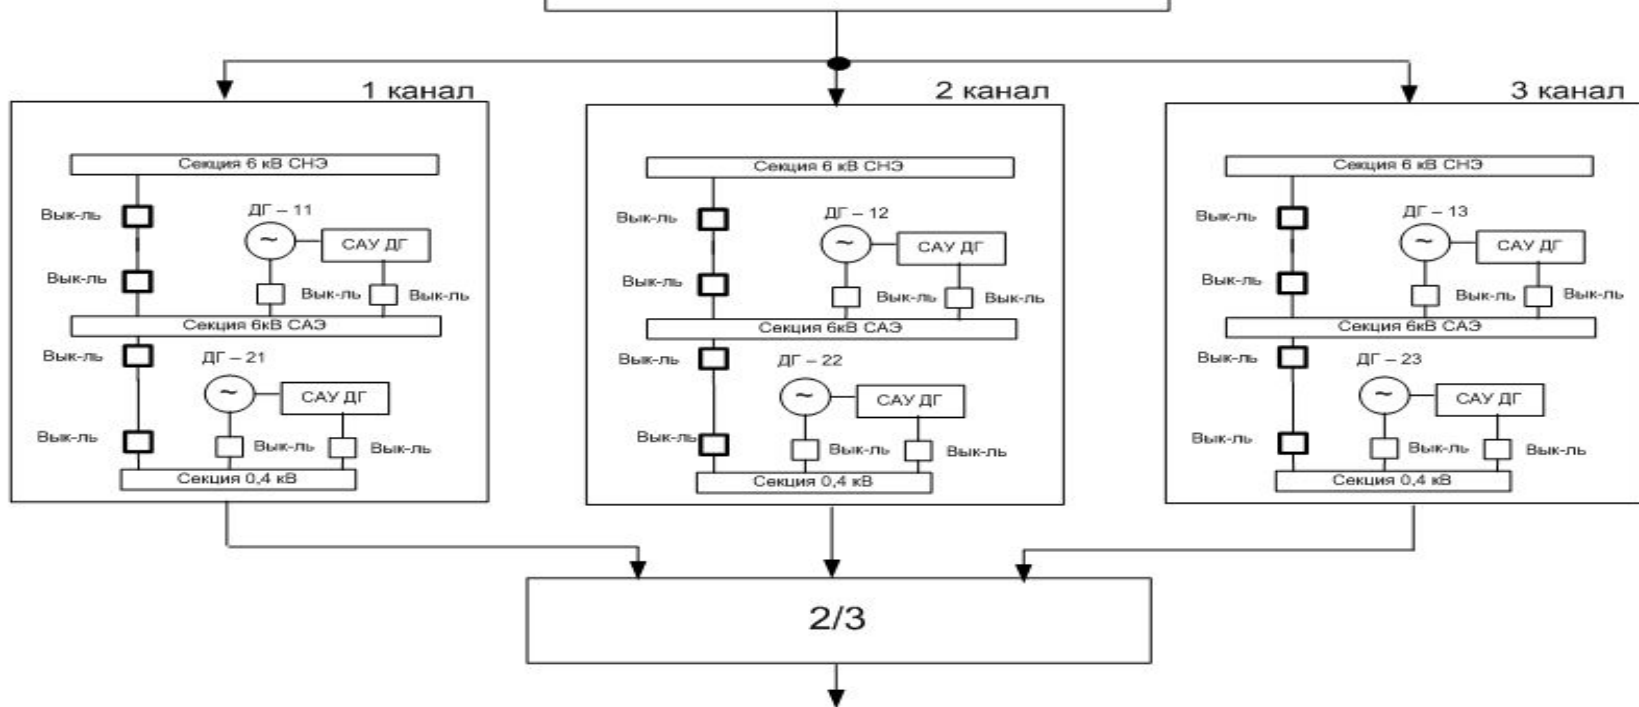 1 канал
Секция 6 кВ СНЭ
Вык-ль
ДГ – 11
САУ ДГ
Вык-ль
Вык-ль
Вык-ль
Секция 6кВ САЭ
Вык-ль
ДГ – 21
САУ ДГ
Вык-ль
Вык-ль
Вык-ль
Секция 0,4 кВ
2 канал
Секция 6 кВ СНЭ
Вык-ль
ДГ – 12
САУ ДГ
Вык-ль
Вык-ль
Вык-ль
Секция 6кВ САЭ
Вык-ль
ДГ – 22
САУ ДГ
Вык-ль
Вык-ль
Вык-ль
Секция 0,4 кВ
3 канал
Секция 6 кВ СНЭ
Вык-ль
ДГ – 13
САУ ДГ
Вык-ль
Вык-ль
Вык-ль
Секция 6кВ САЭ
Вык-ль
ДГ – 23
САУ ДГ
Вык-ль
Вык-ль
Вык-ль
Секция 0,4 кВ
2/3